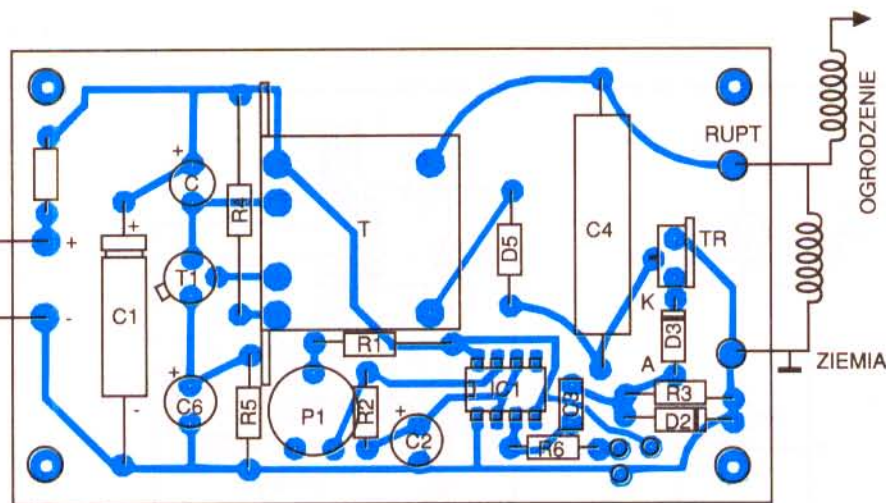 RUPT
OGRODZENIE
+
C
R4
T
+
T1
+
C1
D5
C4
TR
K
D3
-
A
ZIEMIA
R1
+
C6
R5
P1
R2
IC1
C3
R3
D2
+
C2
R6
-